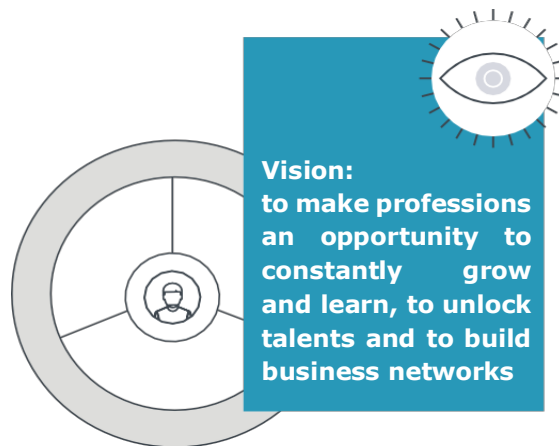 Vision:
to make professions
an opportunity to
constantly grow
and learn, to unlock
talents and to build
business networks